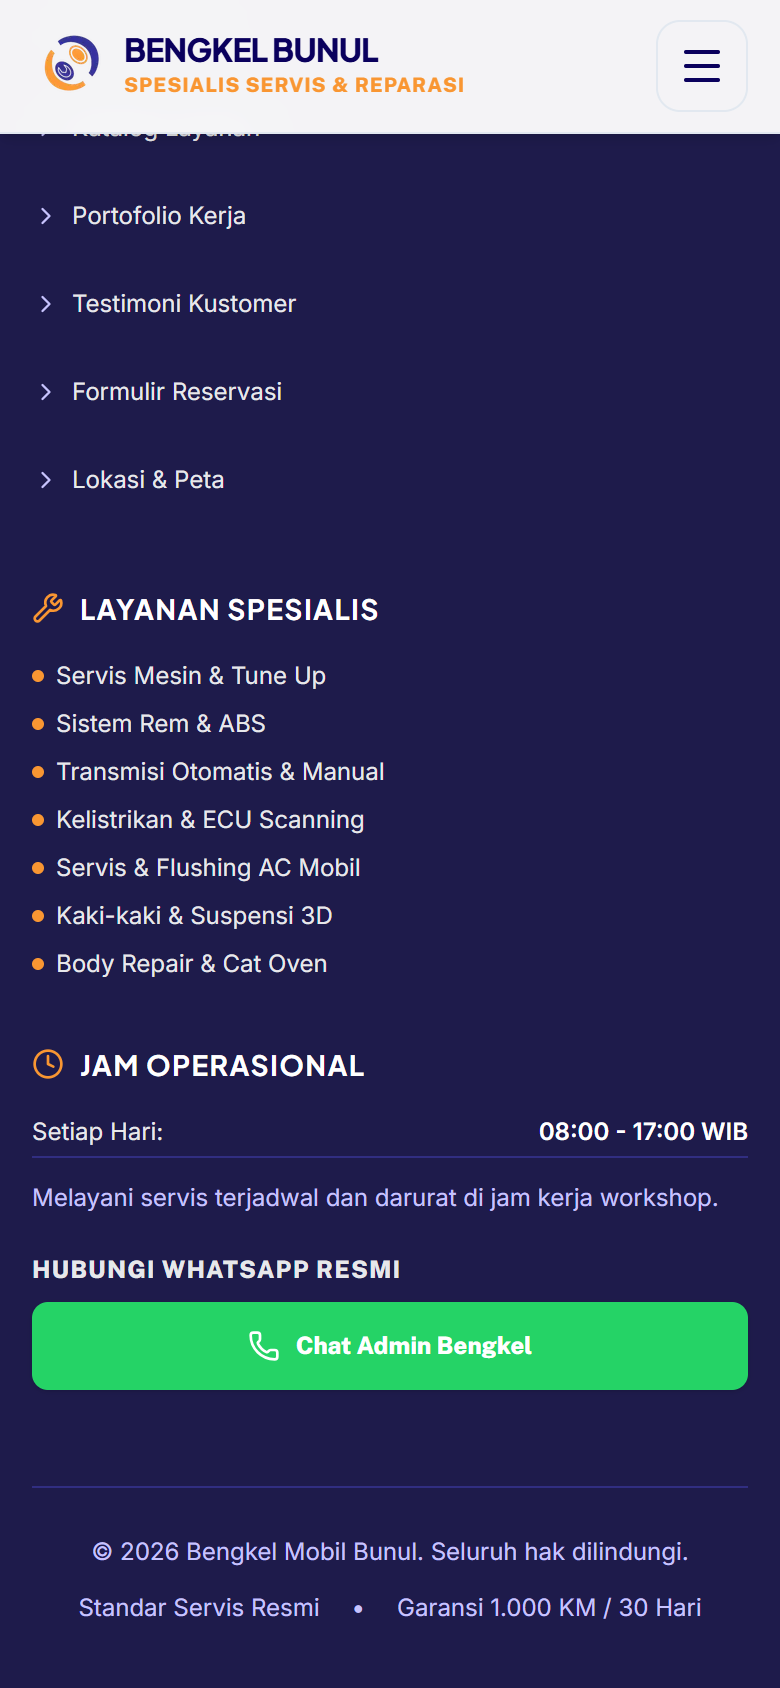 BENGKEL BUNUL
SPESIALIS SERVIS & REPARASI
Katalog Layanan
Portofolio Kerja
Testimoni Kustomer
Formulir Reservasi
Lokasi & Peta
LAYANAN SPESIALIS
Servis Mesin & Tune Up
Sistem Rem & ABS
Transmisi Otomatis & Manual
Kelistrikan & ECU Scanning
Servis & Flushing AC Mobil
Kaki-kaki & Suspensi 3D
Body Repair & Cat Oven
JAM OPERASIONAL
Setiap Hari: 08:00 - 17:00 WIB
Melayani servis terjadwal dan darurat di jam kerja workshop.
HUBUNGI WHATSAPP RESMI
Chat Admin Bengkel
© 2026 Bengkel Mobil Bunul. Seluruh hak dilindungi.
Standar Servis Resmi • Garansi 1.000 KM / 30 Hari